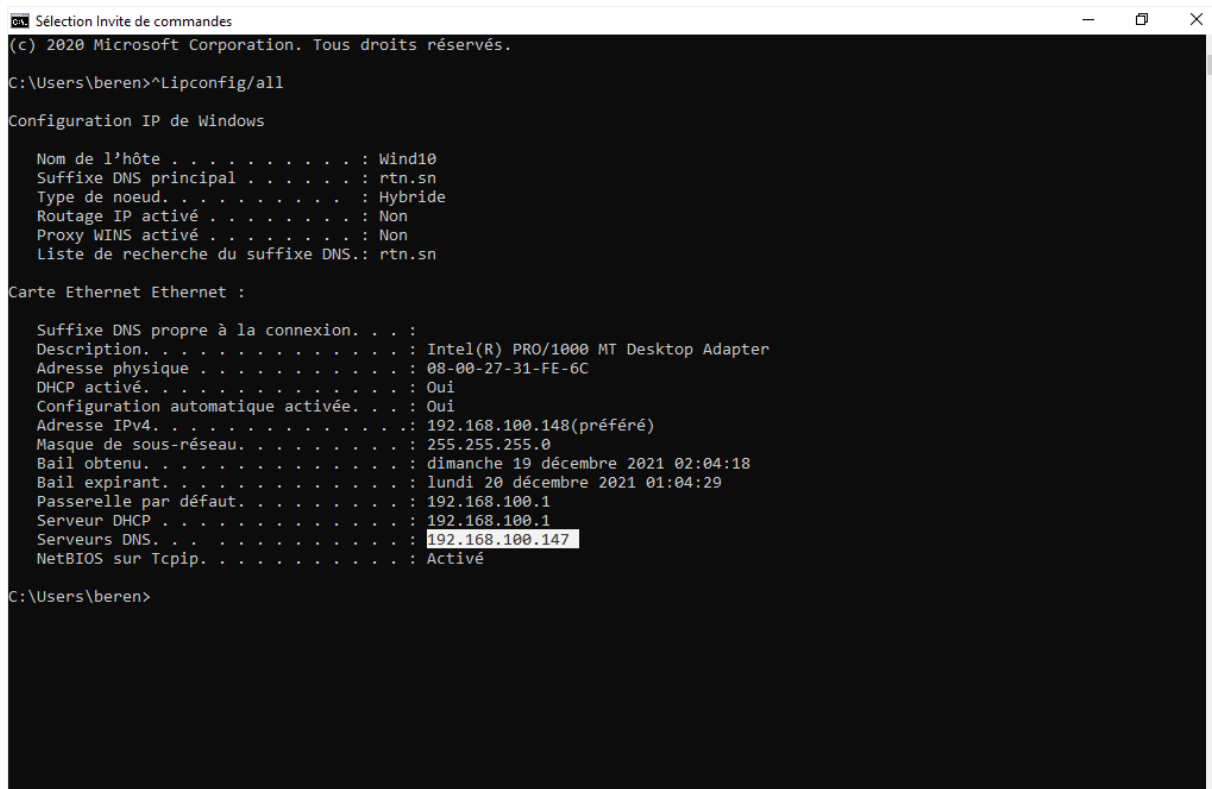 Sélection Invite de commandes
(c) 2020 Microsoft Corporation. Tous droits réservés.
C:\Users\beren>^Lipconfig/all
Configuration IP de Windows
Nom de l’hôte . . . . . . . . . . : Wind10
Suffixe DNS principal . . . . . . : rtn.sn
Type de noeud. . . . . . . . . .  : Hybride
Routage IP activé . . . . . . . . : Non
Proxy WINS activé . . . . . . . . : Non
Liste de recherche du suffixe DNS.: rtn.sn
Carte Ethernet Ethernet :
Suffixe DNS propre à la connexion. . . :
Description. . . . . . . . . . . . . . : Intel(R) PRO/1000 MT Desktop Adapter
Adresse physique . . . . . . . . . . . : 08-00-27-31-FE-6C
DHCP activé. . . . . . . . . . . . . . : Oui
Configuration automatique activée. . . : Oui
Adresse IPv4. . . . . . . . . . . . . .: 192.168.100.148(préféré)
Masque de sous-réseau. . . . . . . . . : 255.255.255.0
Bail obtenu. . . . . . . . . . . . . . : dimanche 19 décembre 2021 02:04:18
Bail expirant. . . . . . . . . . . . . : lundi 20 décembre 2021 01:04:29
Passerelle par défaut. . . . . . . . . : 192.168.100.1
Serveur DHCP . . . . . . . . . . . . . : 192.168.100.1
Serveurs DNS. . .  . . . . . . . . . . : 192.168.100.147
NetBIOS sur Tcpip. . . . . . . . . . . : Activé
C:\Users\beren>